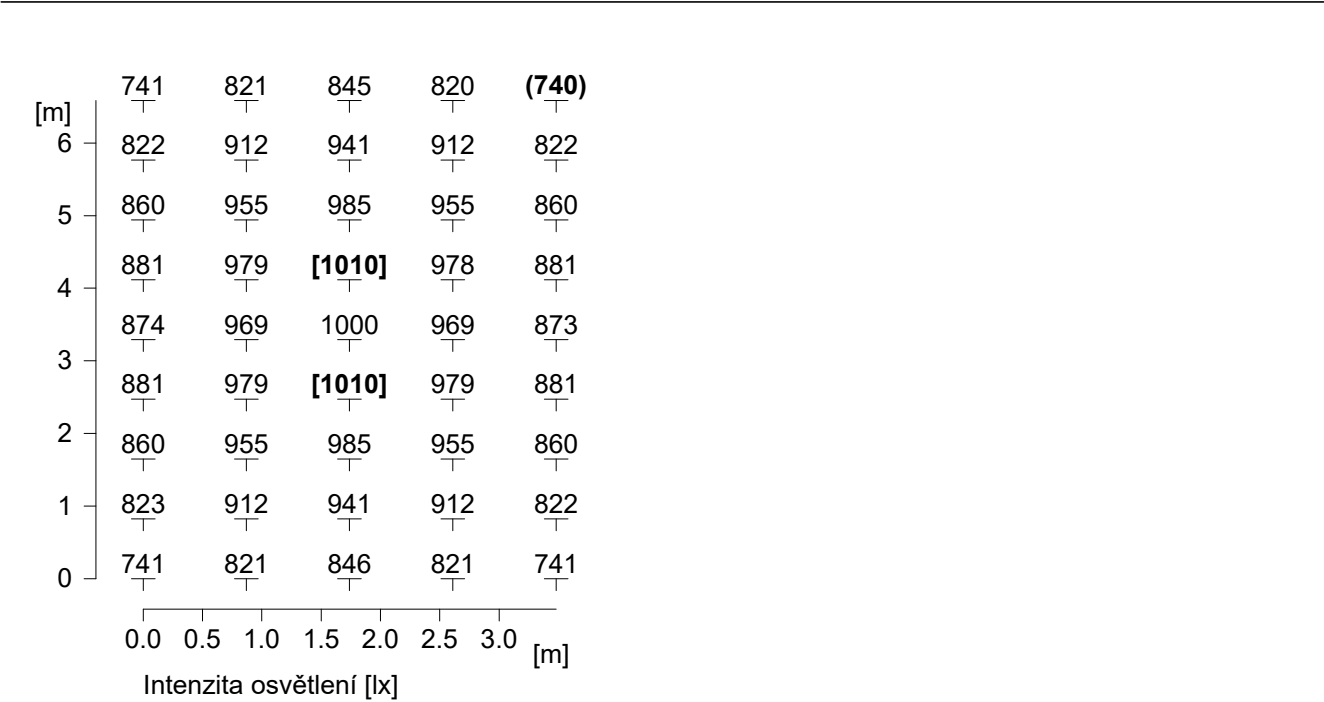 741 821 845 820 (740)
[m]
6 822 912 941 912 822
5 860 955 985 955 860
881 979 [1010] 978 881
4
874 969 1000 969 873
3
881 979 [1010] 979 881
2 860 955 985 955 860
1 823 912 941 912 822
0 741 821 846 821 741
0.0 0.5 1.0 1.5 2.0 2.5 3.0 [m]
Intenzita osvětlení [lx]